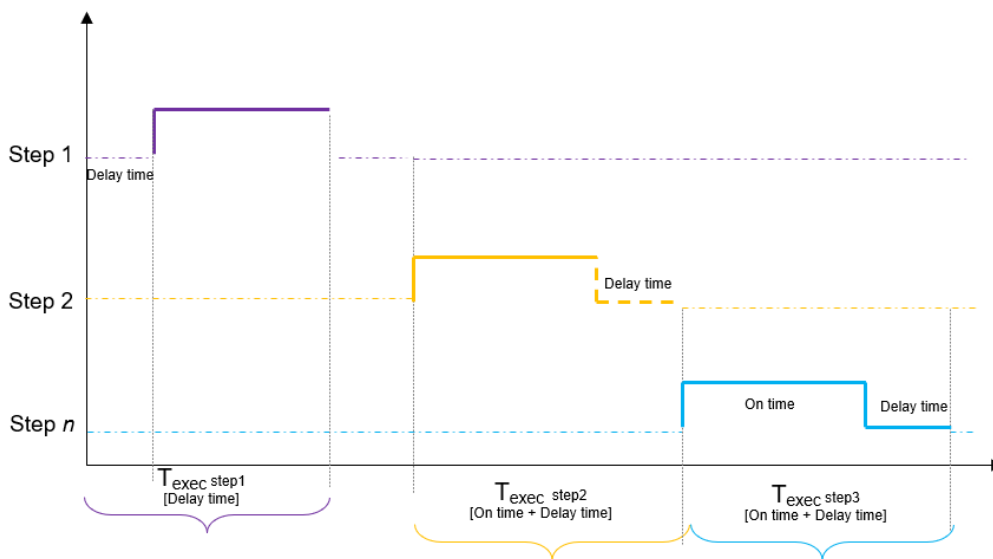 Step 1
Delay time
Step 2
Delay time
Step n
On time
Delay time
Texec step1
[Delay time]
Texec step2
[On time + Delay time]
Texec step3
[On time + Delay time]